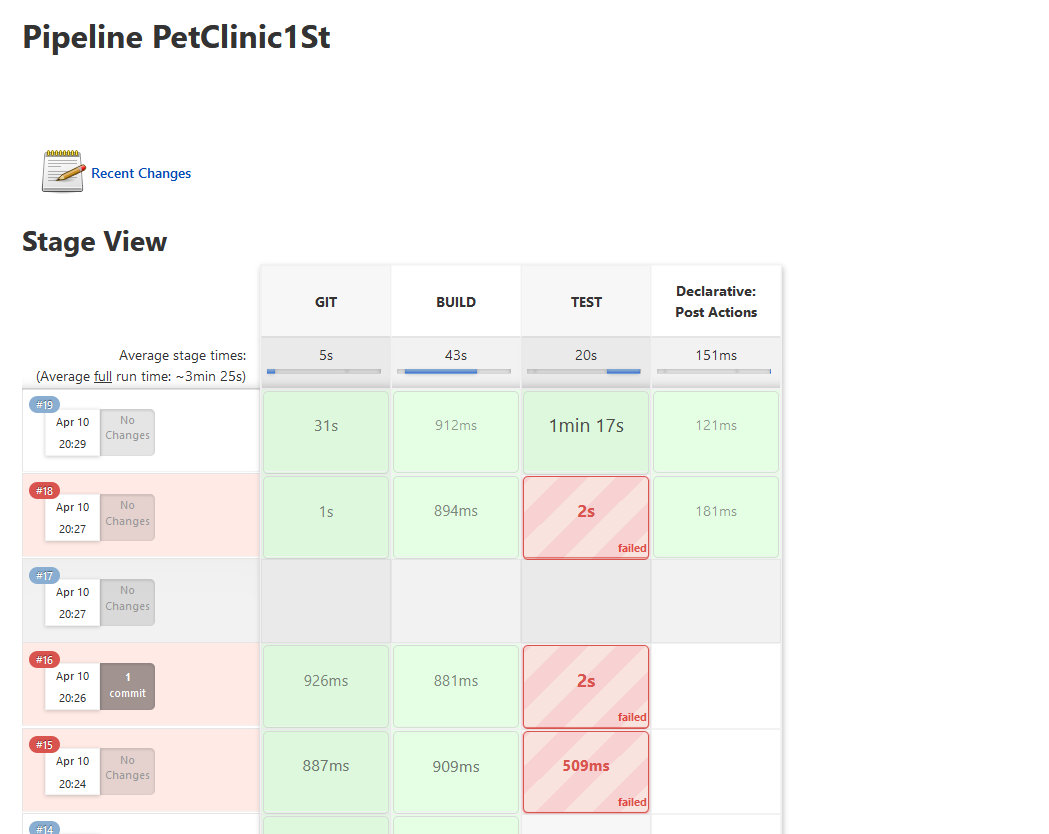 Pipeline PetClinic1St
Recent Changes
Stage View
GIT
BUILD
TEST
Declarative:
Post Actions
Average stage times:
(Average full run time: ~3min 25s)
5s
43s
20s
151ms
#19
Apr 10
20:29
No
Changes
31s
912ms
1min 17s
121ms
#18
Apr 10
20:27
No
Changes
1s
894ms
2s
failed
181ms
#17
Apr 10
20:27
No
Changes
#16
Apr 10
20:26
1
commit
926ms
881ms
2s
failed
#15
Apr 10
20:24
No
Changes
887ms
909ms
509ms
failed
#14